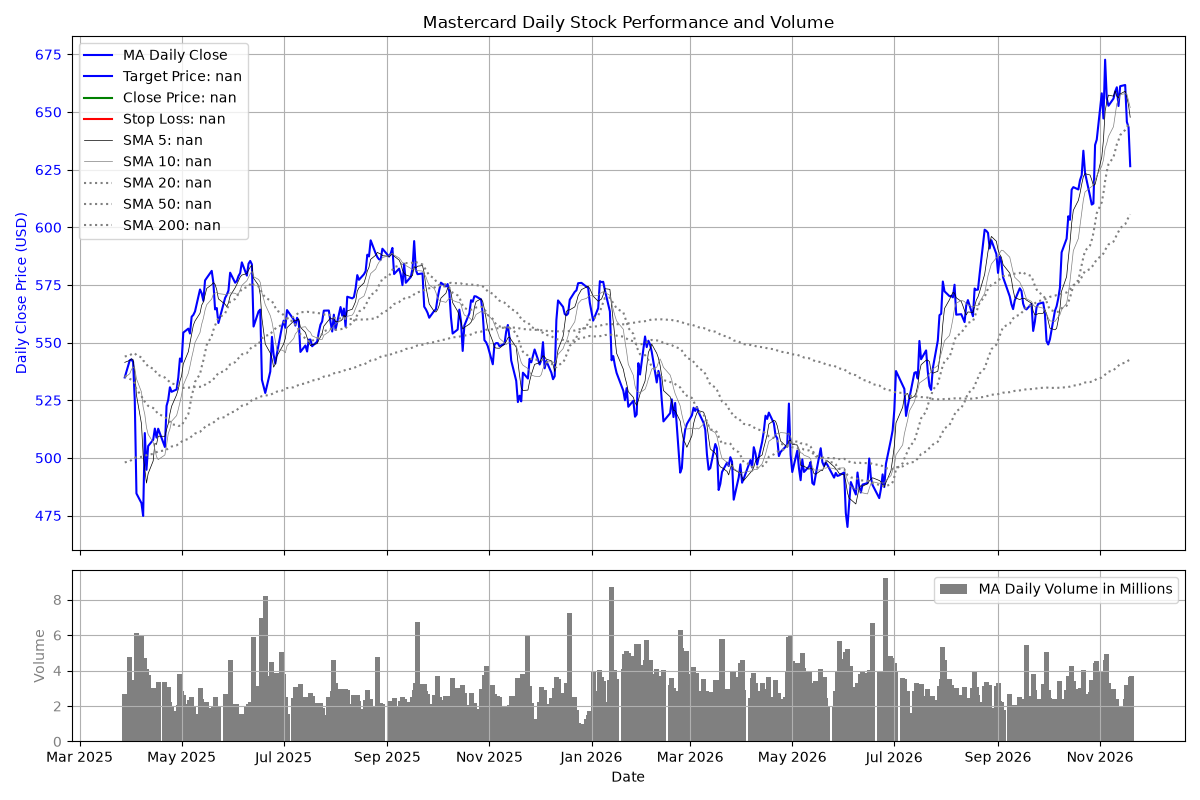 Mastercard Daily Stock Performance and Volume
675
650
625
600
575
550
525
500
475
Daily Close Price (USD)
MA Daily Close
Target Price: nan
Close Price: nan
Stop Loss: nan
SMA 5: nan
SMA 10: nan
SMA 20: nan
SMA 50: nan
SMA 200: nan
8
6
4
2
0
Volume
MA Daily Volume in Millions
Mar 2025
May 2025
Jul 2025
Sep 2025
Nov 2025
Jan 2026
Mar 2026
May 2026
Jul 2026
Sep 2026
Nov 2026
Date